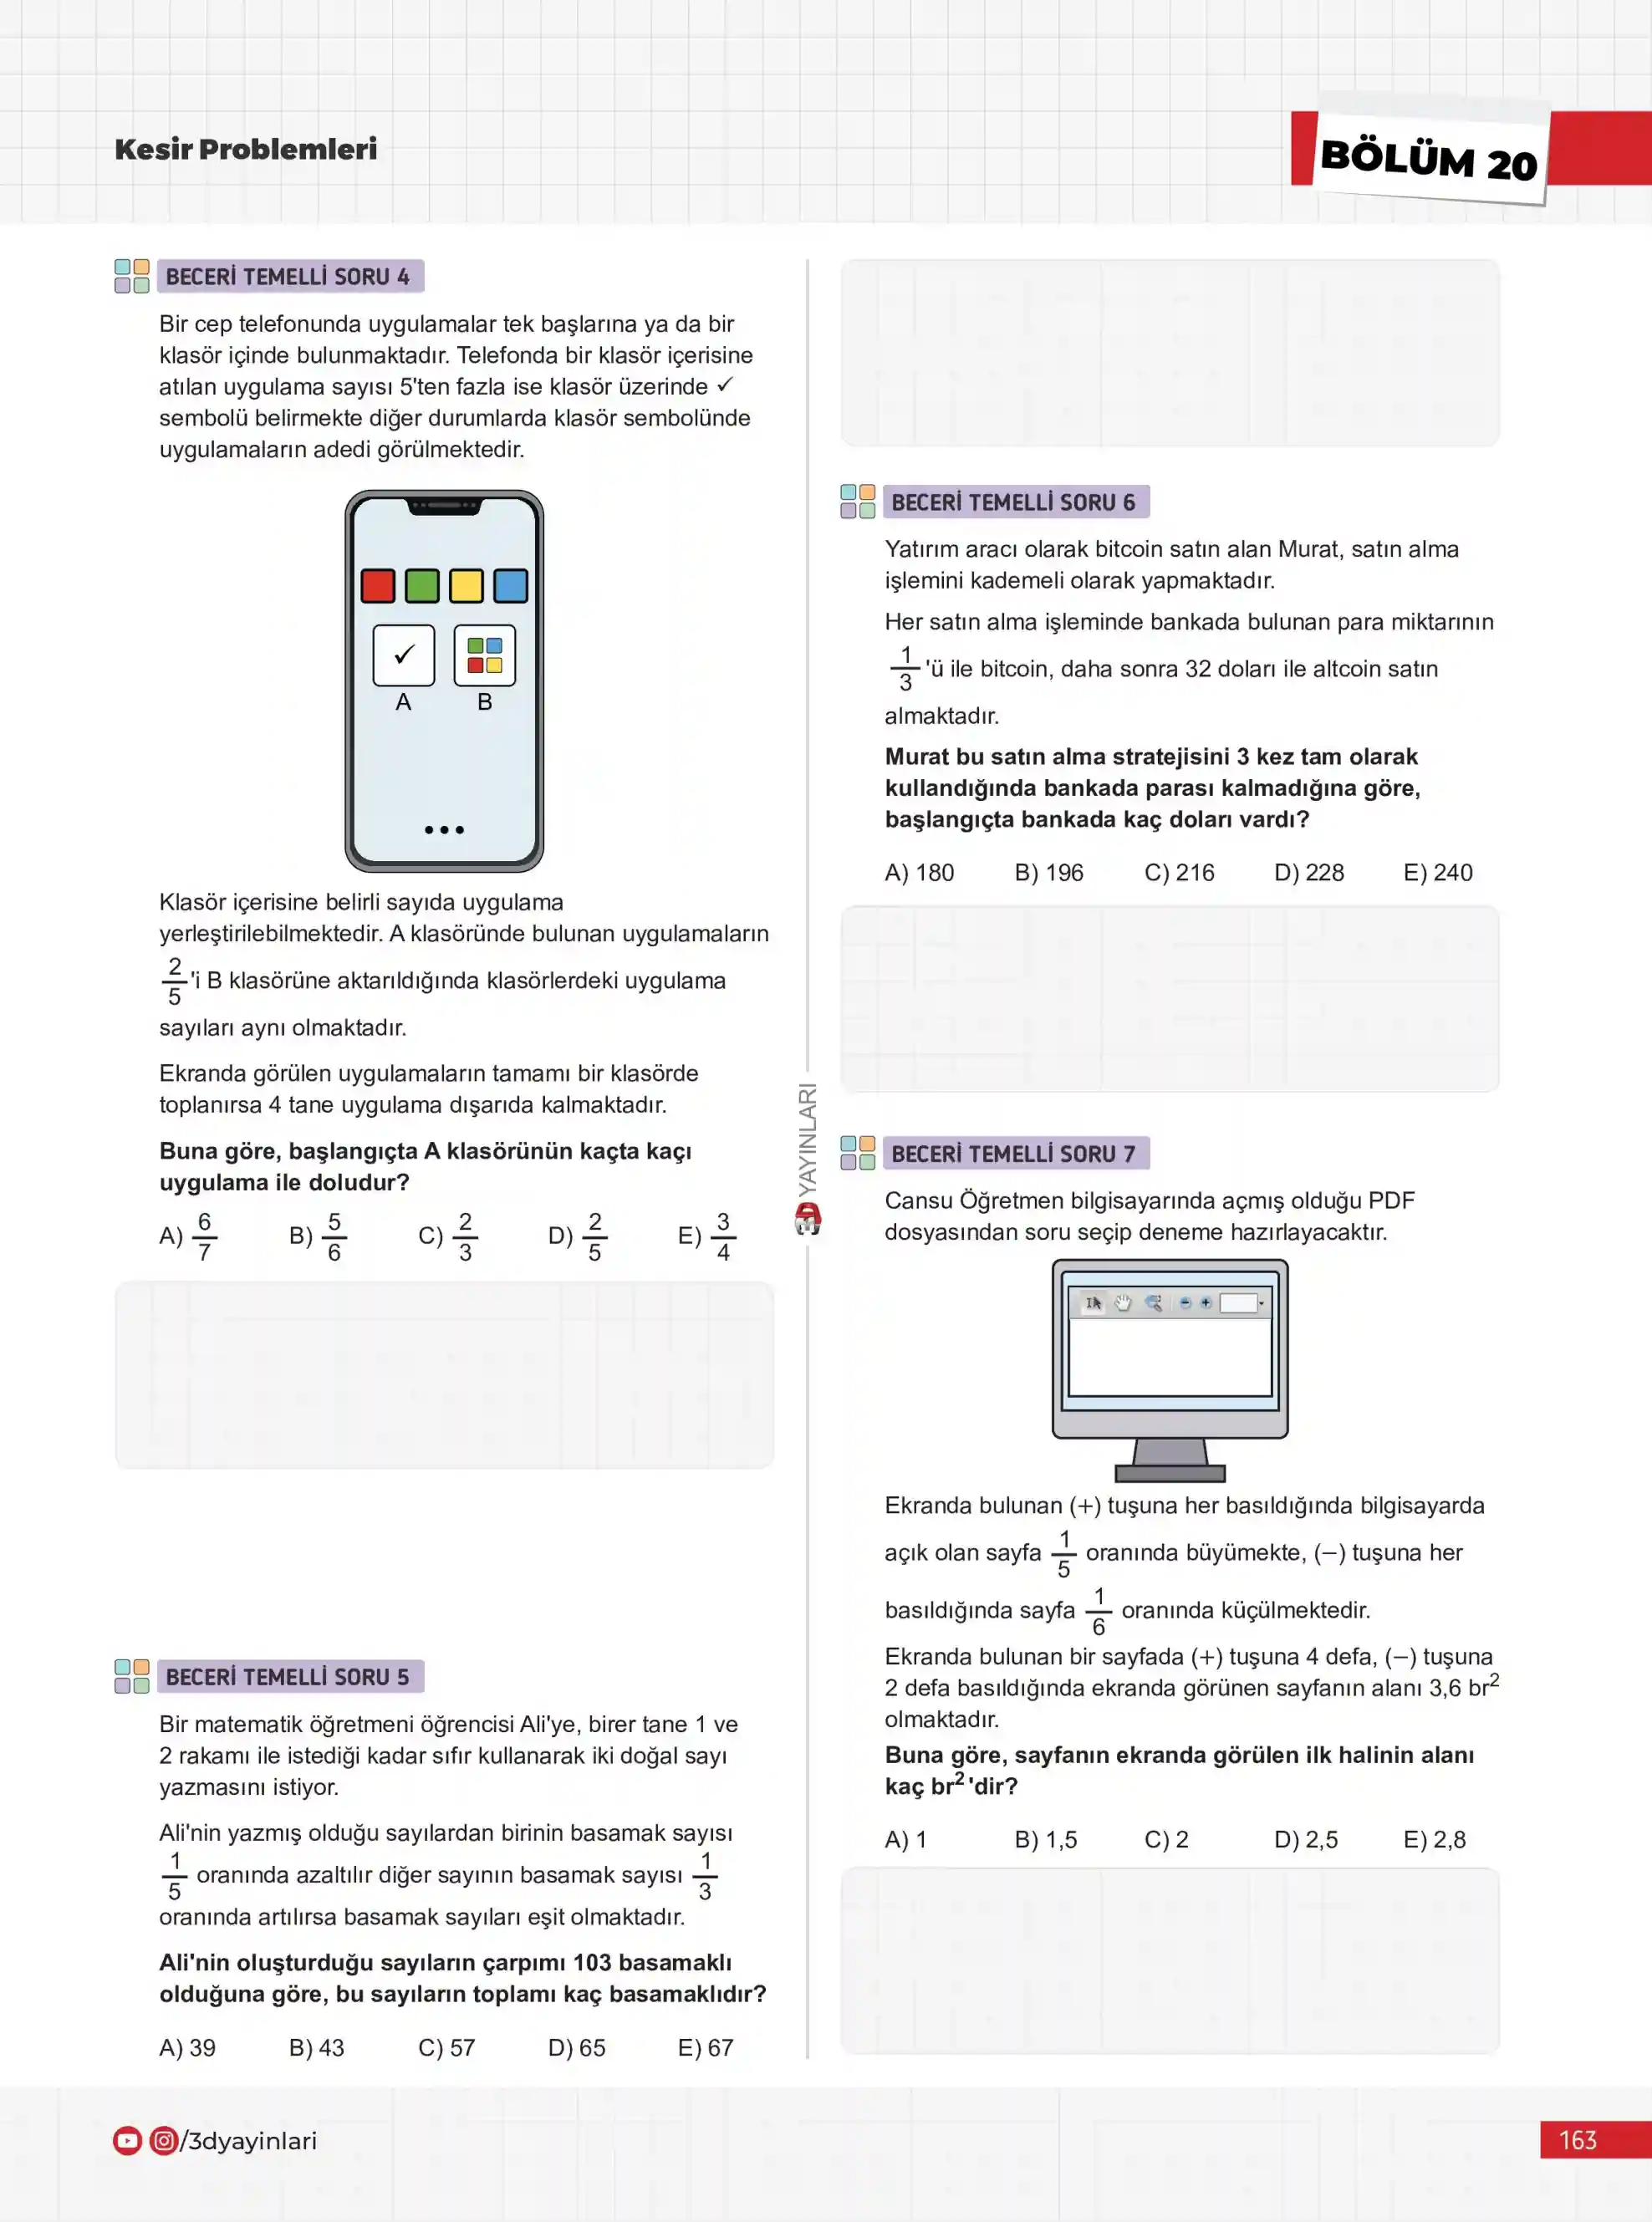 Kesir Problemleri
BÖLÜM 20
BECERİ TEMELLİ SORU 4
Bir cep telefonunda uygulamalar tek başlarına ya da bir
klasör içinde bulunmaktadır. Telefonda bir klasör içerisine
atılan uygulama sayısı 5'ten fazla ise klasör üzerinde ✓
sembolü belirmekte diğer durumlarda klasör sembolünde
uygulamaların adedi görülmektedir.
✓
A B
•••
Klasör içerisine belirli sayıda uygulama
yerleştirilebilmektedir. A klasöründe bulunan uygulamaların
2/5 'i B klasörüne aktarıldığında klasörlerdeki uygulama
sayıları aynı olmaktadır.
Ekranda görülen uygulamaların tamamı bir klasörde
toplanırsa 4 tane uygulama dışarıda kalmaktadır.
Buna göre, başlangıçta A klasörünün kaçta kaçı
uygulama ile doludur?
A) 6/7 B) 5/6 C) 2/3 D) 2/5 E) 3/4
BECERİ TEMELLİ SORU 5
Bir matematik öğretmeni öğrencisi Ali'ye, birer tane 1 ve
2 rakamı ile istediği kadar sıfır kullanarak iki doğal sayı
yazmasını istiyor.
Ali'nin yazmış olduğu sayılardan birinin basamak sayısı
1/5 oranında azaltılır diğer sayının basamak sayısı 1/3
oranında artılırsa basamak sayıları eşit olmaktadır.
Ali'nin oluşturduğu sayıların çarpımı 103 basamaklı
olduğuna göre, bu sayıların toplamı kaç basamaklıdır?
A) 39 B) 43 C) 57 D) 65 E) 67
YAYINLARI
BECERİ TEMELLİ SORU 6
Yatırım aracı olarak bitcoin satın alan Murat, satın alma
işlemini kademeli olarak yapmaktadır.
Her satın alma işleminde bankada bulunan para miktarının
1/3 'ü ile bitcoin, daha sonra 32 doları ile altcoin satın
almaktadır.
Murat bu satın alma stratejisini 3 kez tam olarak
kullandığında bankada parası kalmadığına göre,
başlangıçta bankada kaç doları vardı?
A) 180 B) 196 C) 216 D) 228 E) 240
BECERİ TEMELLİ SORU 7
Cansu Öğretmen bilgisayarında açmış olduğu PDF
dosyasından soru seçip deneme hazırlayacaktır.
Ekranda bulunan (+) tuşuna her basıldığında bilgisayarda
açık olan sayfa 1/5 oranında büyümekte, (−) tuşuna her
basıldığında sayfa 1/6 oranında küçülmektedir.
Ekranda bulunan bir sayfada (+) tuşuna 4 defa, (−) tuşuna
2 defa basıldığında ekranda görünen sayfanın alanı 3,6 br²
olmaktadır.
Buna göre, sayfanın ekranda görülen ilk halinin alanı
kaç br² 'dir?
A) 1 B) 1,5 C) 2 D) 2,5 E) 2,8
/3dyayinlari
163